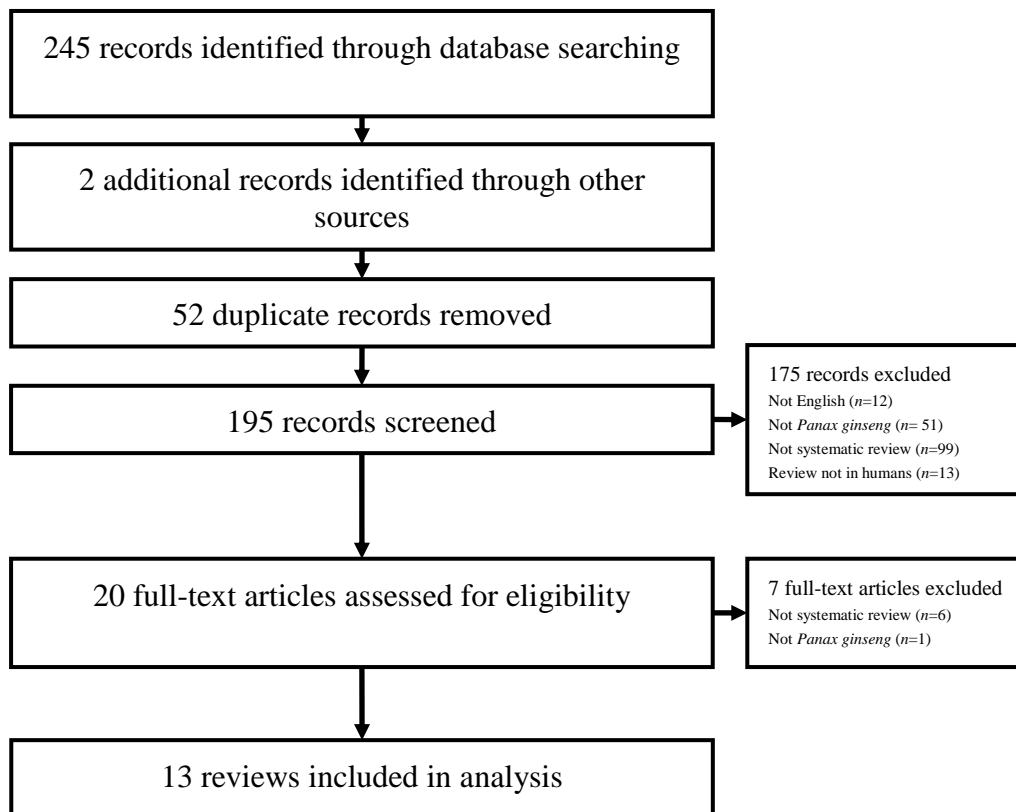 245 records identified through database searching
2 additional records identified through other
sources
52 duplicate records removed
195 records screened
175 records excluded
Not English (n=12)
Not Panax ginseng (n= 51)
Not systematic review (n=99)
Review not in humans (n=13)
20 full-text articles assessed for eligibility
7 full-text articles excluded
Not systematic review (n=6)
Not Panax ginseng (n=1)
13 reviews included in analysis